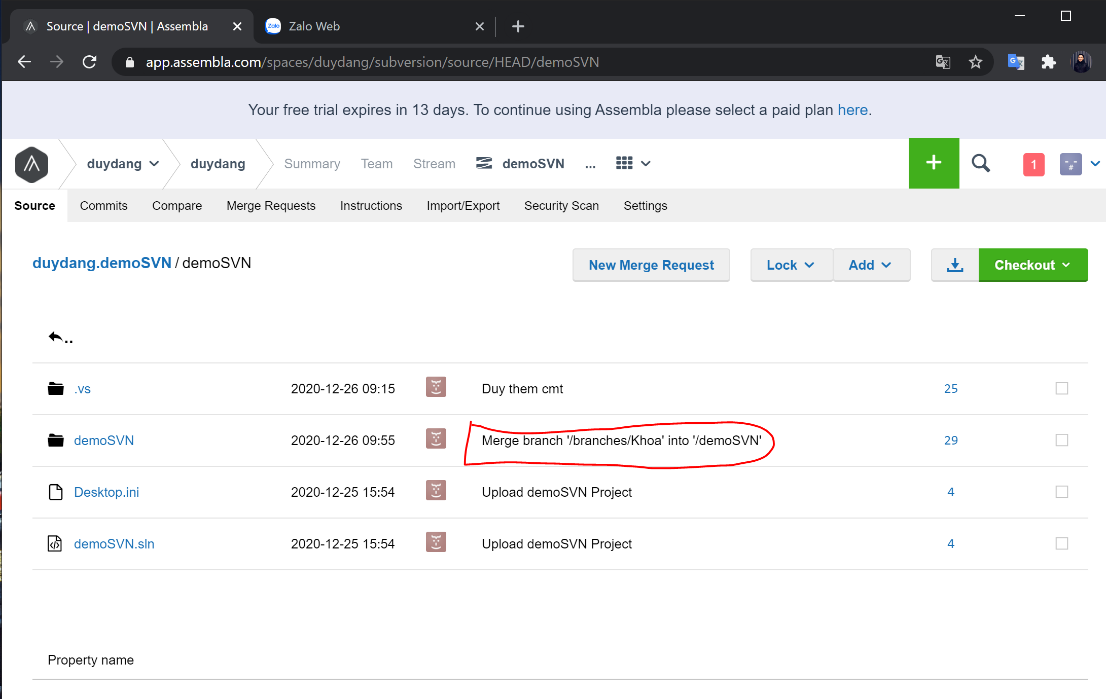 Source | demoSVN | Assembla
Zalo Web
app.assembla.com/spaces/duydang/subversion/source/HEAD/demoSVN
Your free trial expires in 13 days. To continue using Assembla please select a paid plan here.
duydang duydang Summary Team Stream demoSVN ... 1
Source Commits Compare Merge Requests Instructions Import/Export Security Scan Settings
duydang.demoSVN / demoSVN New Merge Request Lock Add Checkout
..
.vs 2020-12-26 09:15 Duy them cmt 25
demoSVN 2020-12-26 09:55 Merge branch '/branches/Khoa' into '/demoSVN' 29
Desktop.ini 2020-12-25 15:54 Upload demoSVN Project 4
demoSVN.sln 2020-12-25 15:54 Upload demoSVN Project 4
Property name